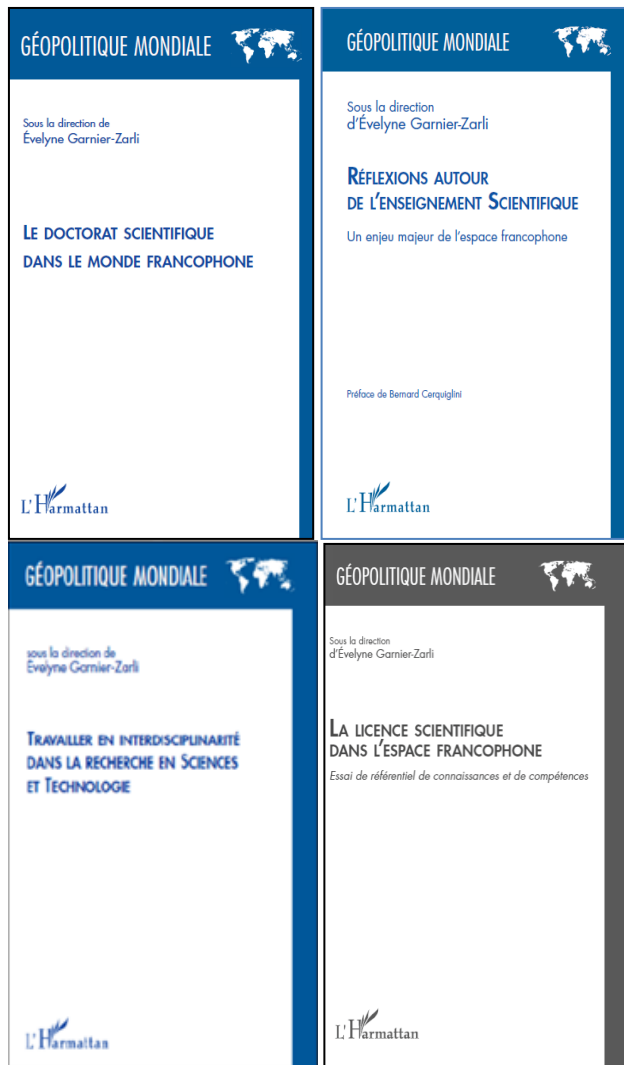 GÉOPOLITIQUE MONDIALE
Sous la direction de
Évelyne Garnier-Zarli
LE DOCTORAT SCIENTIFIQUE
DANS LE MONDE FRANCOPHONE
L'Harmattan
GÉOPOLITIQUE MONDIALE
Sous la direction
d'Évelyne Garnier-Zarli
RÉFLEXIONS AUTOUR
DE L'ENSEIGNEMENT SCIENTIFIQUE
Un enjeu majeur de l'espace francophone
Préface de Bernard Cerquiglini
L'Harmattan
GÉOPOLITIQUE MONDIALE
sous la direction de
Évelyne Garnier-Zarli
TRAVAILLER EN INTERDISCIPLINARITÉ
DANS LA RECHERCHE EN SCIENCES
ET TECHNOLOGIE
L'Harmattan
GÉOPOLITIQUE MONDIALE
Sous la direction
d'Évelyne Garnier-Zarli
LA LICENCE SCIENTIFIQUE
DANS L'ESPACE FRANCOPHONE
Essai de référentiel de connaissances et de compétences
L'Harmattan